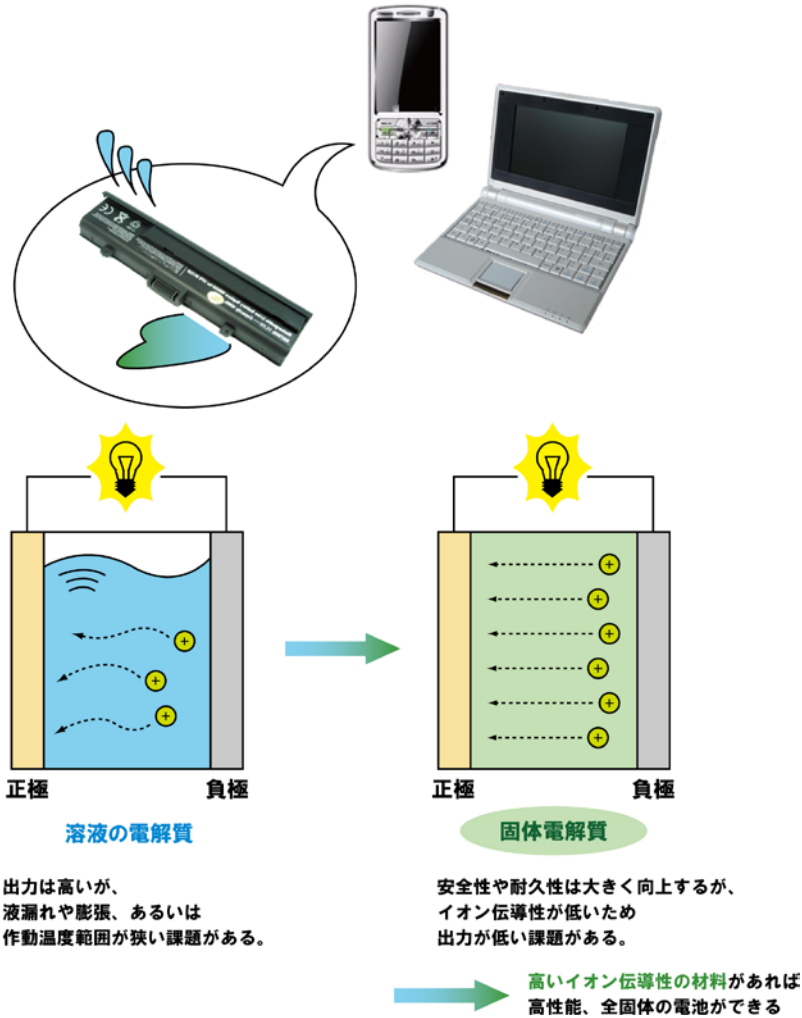 正極
負極
正極
負極
溶液の電解質
固体電解質
出力は高いが、
液漏れや膨張、あるいは
作動温度範囲が狭い課題がある。
安全性や耐久性は大きく向上するが、
イオン伝導性が低いため
出力が低い課題がある。
高いイオン伝導性の材料があれば
高性能、全固体の電池ができる